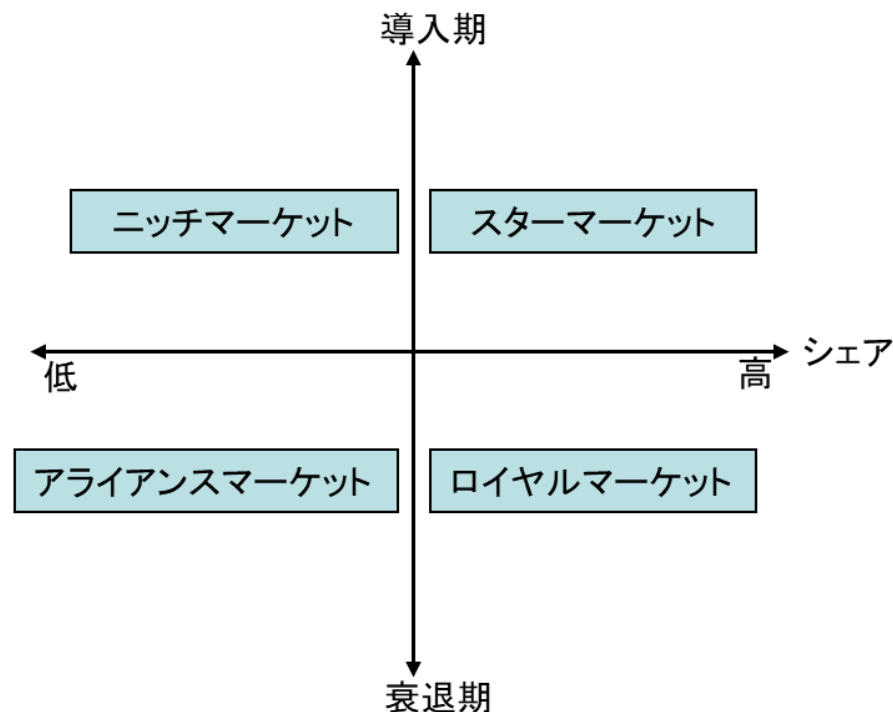 導入期
ニッチマーケット
スターマーケット
シェア
低
高
アライアンスマーケット
ロイヤルマーケット
衰退期